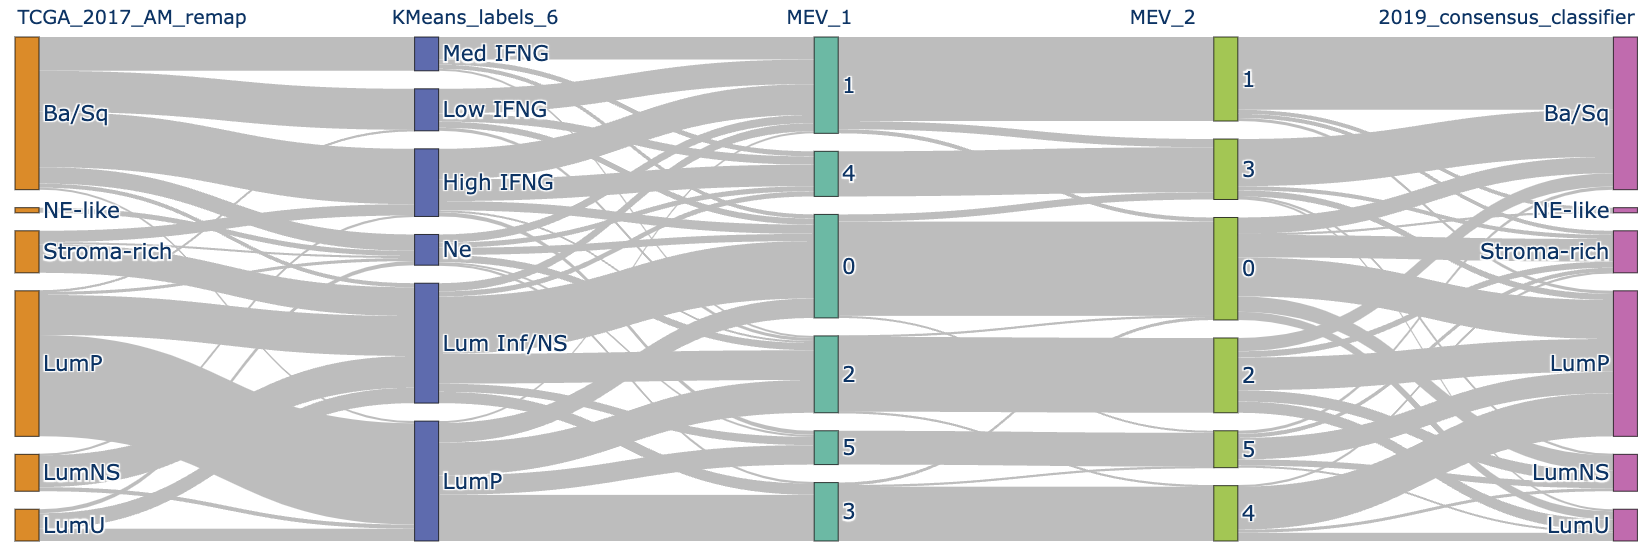 TCGA_2017_AM_remap
KMeans_labels_6
MEV_1
MEV_2
2019_consensus_classifier
Ba/Sq
NE-like
Stroma-rich
LumP
LumNS
LumU
Med IFNG
Low IFNG
High IFNG
Ne
Lum Inf/NS
LumP
1
4
0
2
5
3
1
3
0
2
5
4
Ba/Sq
NE-like
Stroma-rich
LumP
LumNS
LumU